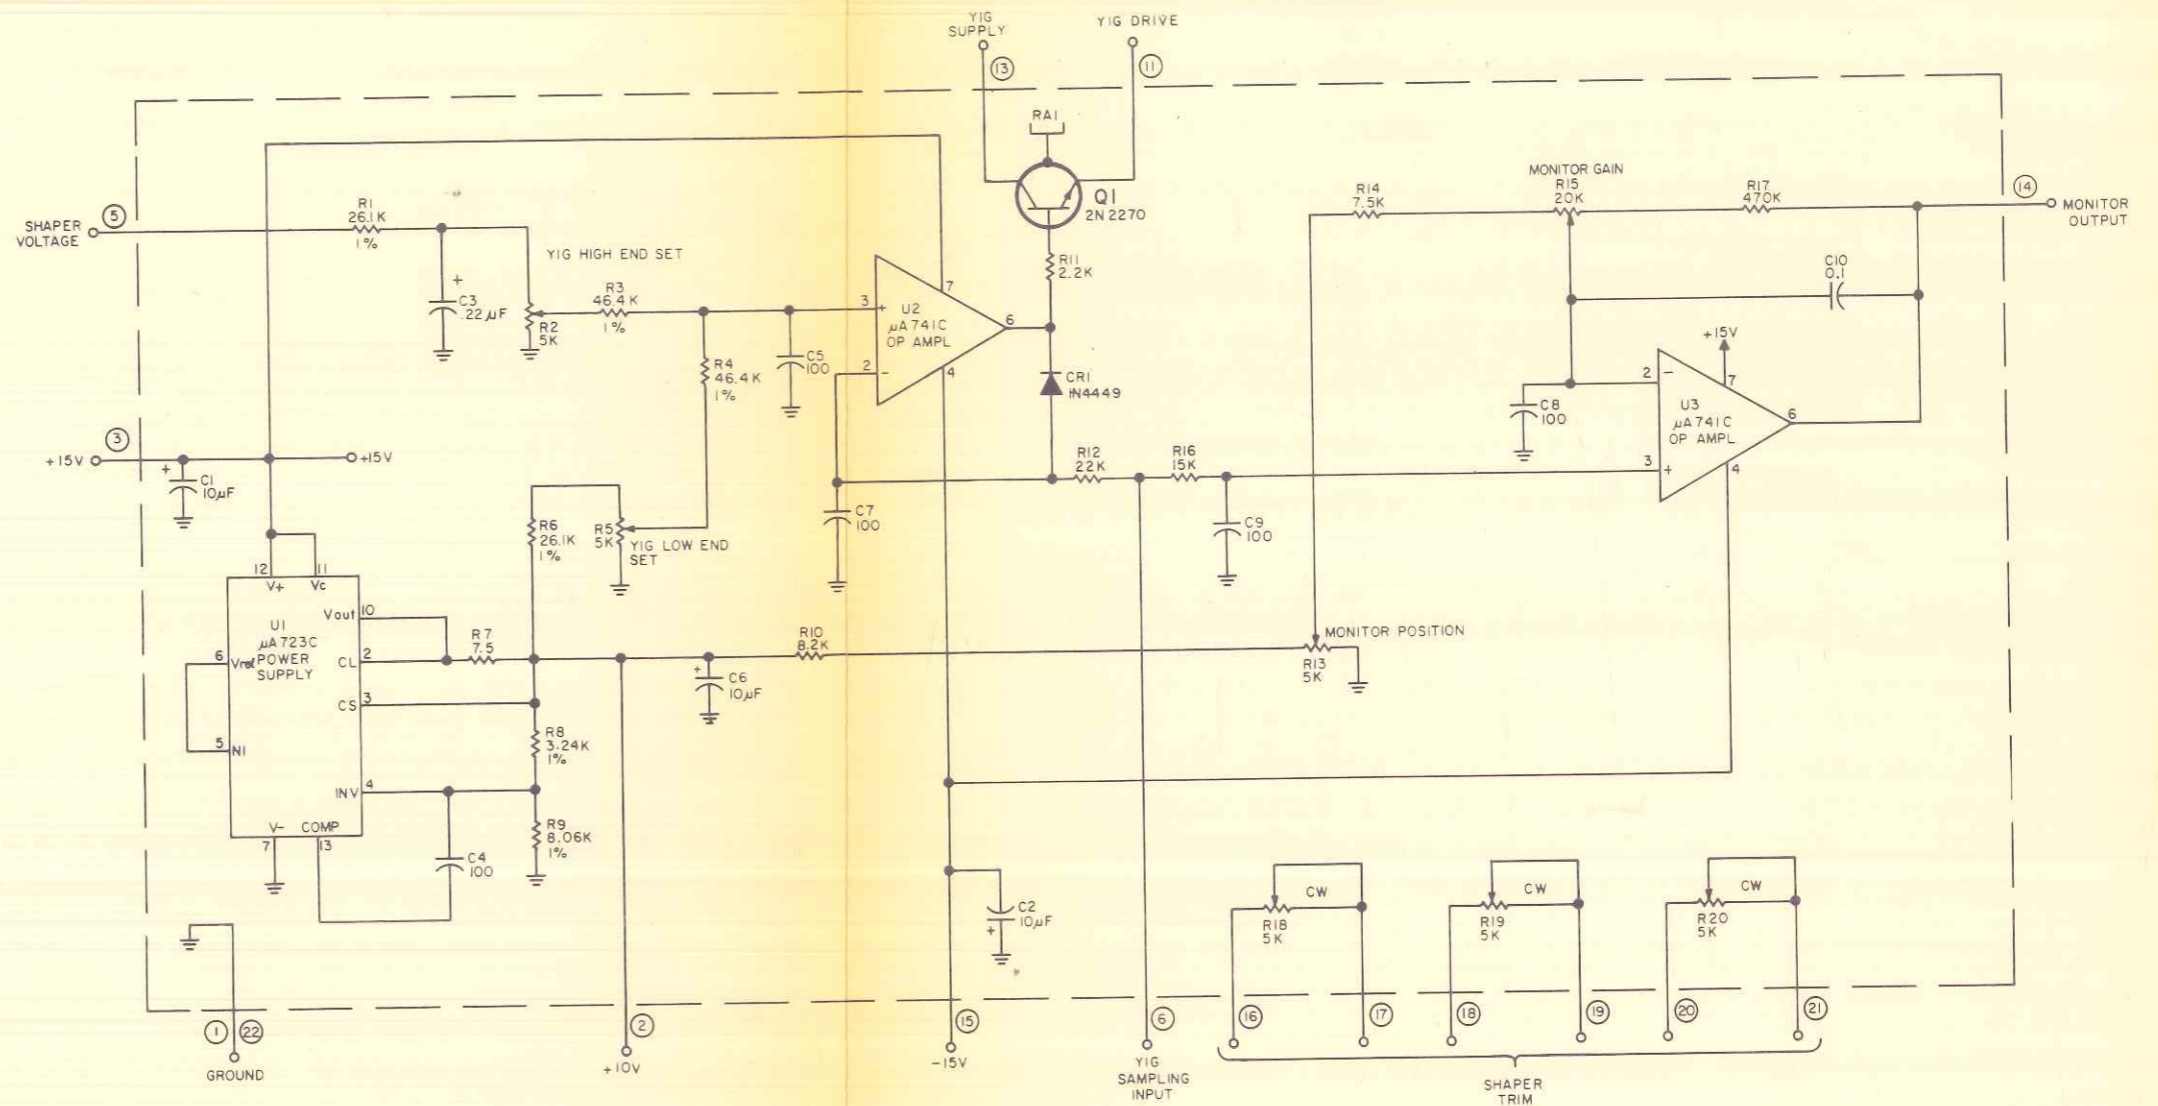 YIG
SUPPLY
YIG DRIVE
13
11
RA1
Q1
2N2270
5
SHAPER
VOLTAGE
R1
26.1K
1%
+
C3
.22µF
YIG HIGH END SET
R2
5K
R3
46.4K
1%
R4
46.4K
1%
C5
100
3
+
U2
µA741C
OP AMPL
2
-
7
6
4
R11
2.2K
CR1
IN4449
R12
22K
R16
15K
C7
100
C9
100
MONITOR GAIN
R14
7.5K
R15
20K
R17
470K
14
MONITOR
OUTPUT
C10
0.1
+15V
7
2
-
U3
µA741C
OP AMPL
6
3
+
4
C8
100
3
+15V
+15V
+
C1
10µF
R6
26.1K
1%
R5
5K
YIG LOW END
SET
12
11
V+
Vc
Vout
10
U1
µA723C
POWER
SUPPLY
6
Vref
CL
2
CS
3
5
NI
INV
4
V-
COMP
7
13
R7
7.5
R8
3.24K
1%
R9
8.06K
1%
C4
100
+
C6
10µF
R10
8.2K
MONITOR POSITION
R13
5K
C2
10µF
+
CW
R18
5K
CW
R19
5K
CW
R20
5K
1
22
GROUND
2
+10V
15
-15V
6
YIG
SAMPLING
INPUT
16
17
18
19
20
21
SHAPER
TRIM